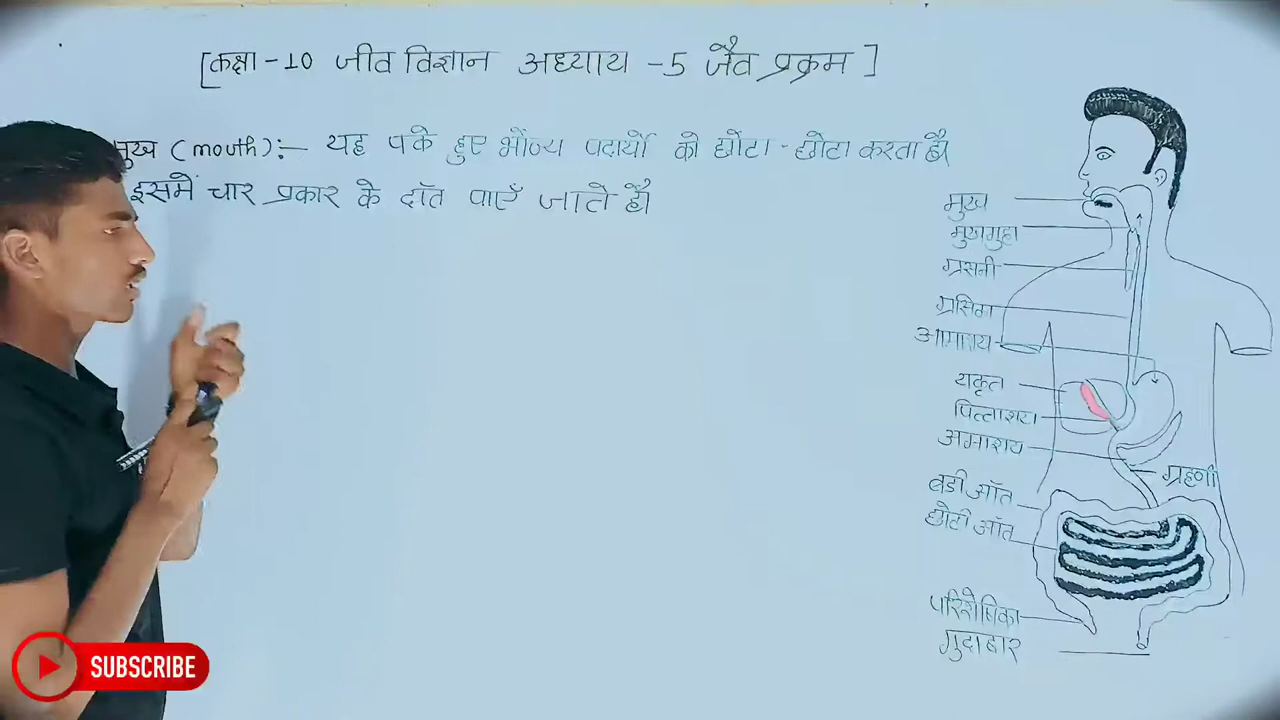 [कक्षा -10 जीव विज्ञान अध्याय -5 जैव प्रक्रम ]
मुख (mouth):- यह पके हुए भोज्य पदार्थो को छोटा-छोटा करता है।
इसमें चार प्रकार के दाँत पाएँ जाते है।
मुख
मुखगुहा
ग्रसनी
ग्रसिका
आमाशय
यकृत
पित्ताशय
अमाशय
ग्रहणी
बडी आँत
छोटी आँत
परिशेषिका
गुदाद्वार
SUBSCRIBE